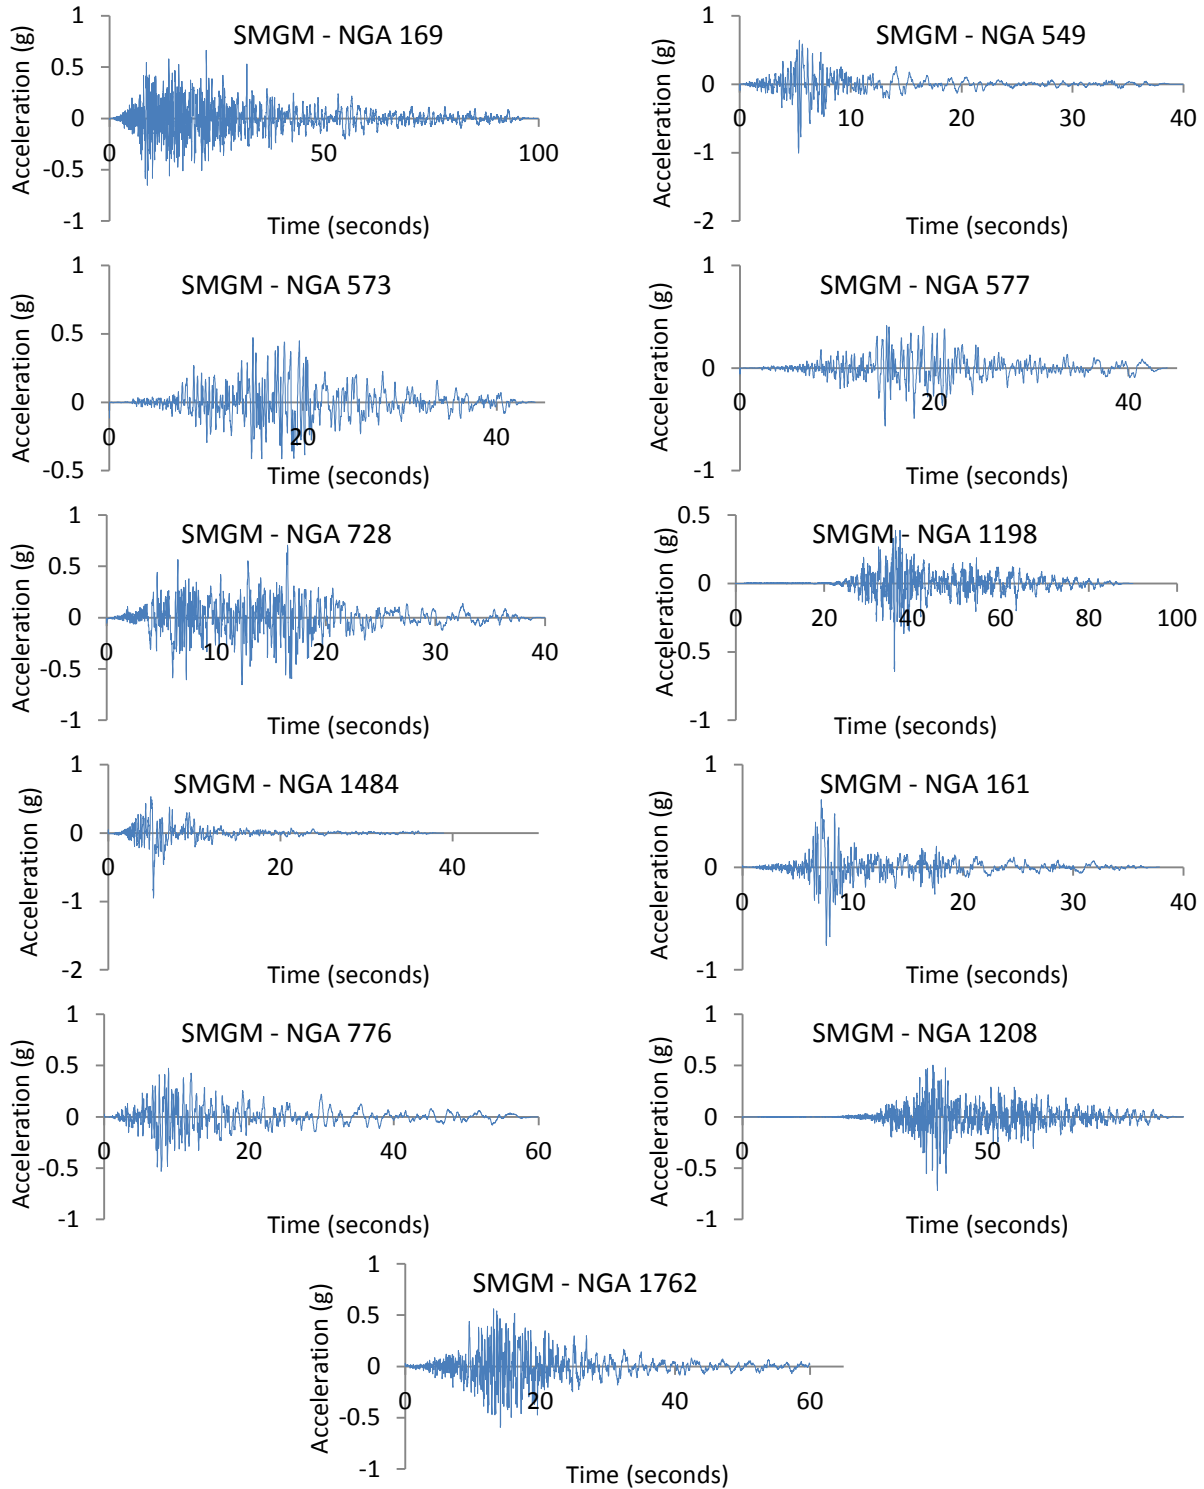 SMGM - NGA 169
Acceleration (g)
1
0.5
0
-0.5
-1
0 50 100
Time (seconds)
SMGM - NGA 549
Acceleration (g)
1
0
-1
-2
0 10 20 30 40
Time (seconds)
SMGM - NGA 573
Acceleration (g)
1
0.5
0
-0.5
0 20 40
Time (seconds)
SMGM - NGA 577
Acceleration (g)
1
0
-1
0 20 40
Time (seconds)
SMGM - NGA 728
Acceleration (g)
1
0.5
0
-0.5
-1
0 10 20 30 40
Time (seconds)
SMGM - NGA 1198
Acceleration (g)
0.5
0
-0.5
-1
0 20 40 60 80 100
Time (seconds)
SMGM - NGA 1484
Acceleration (g)
1
0
-1
-2
0 20 40
Time (seconds)
SMGM - NGA 161
Acceleration (g)
1
0
-1
0 10 20 30 40
Time (seconds)
SMGM - NGA 776
Acceleration (g)
1
0.5
0
-0.5
-1
0 20 40 60
Time (seconds)
SMGM - NGA 1208
Acceleration (g)
1
0.5
0
-0.5
-1
0 50
Time (seconds)
SMGM - NGA 1762
Acceleration (g)
1
0.5
0
-0.5
-1
0 20 40 60
Time (seconds)